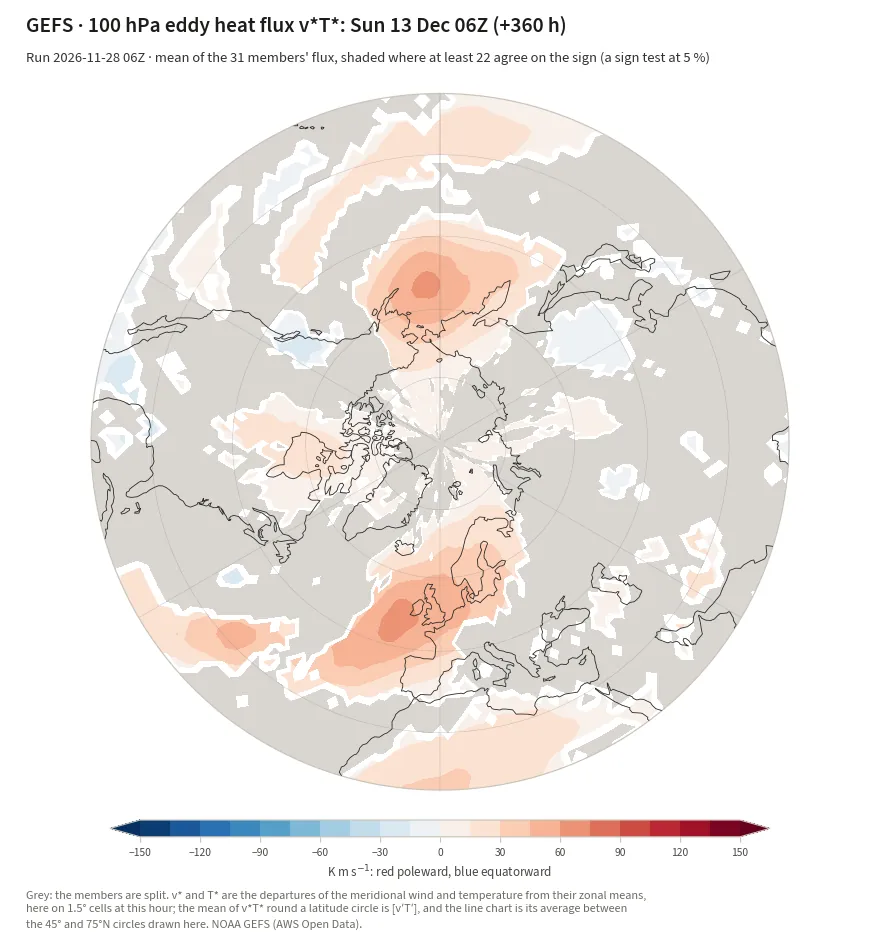 GEFS · 100 hPa eddy heat flux v*T*: Sun 13 Dec 06Z (+360 h)
Run 2026-11-28 06Z · mean of the 31 members' flux, shaded where at least 22 agree on the sign (a sign test at 5 %)
−150 −120 −90 −60 −30 0 30 60 90 120 150
K m s⁻¹: red poleward, blue equatorward
Grey: the members are split. v* and T* are the departures of the meridional wind and temperature from their zonal means,
here on 1.5° cells at this hour; the mean of v*T* round a latitude circle is [v'T'], and the line chart is its average between
the 45° and 75°N circles drawn here. NOAA GEFS (AWS Open Data).